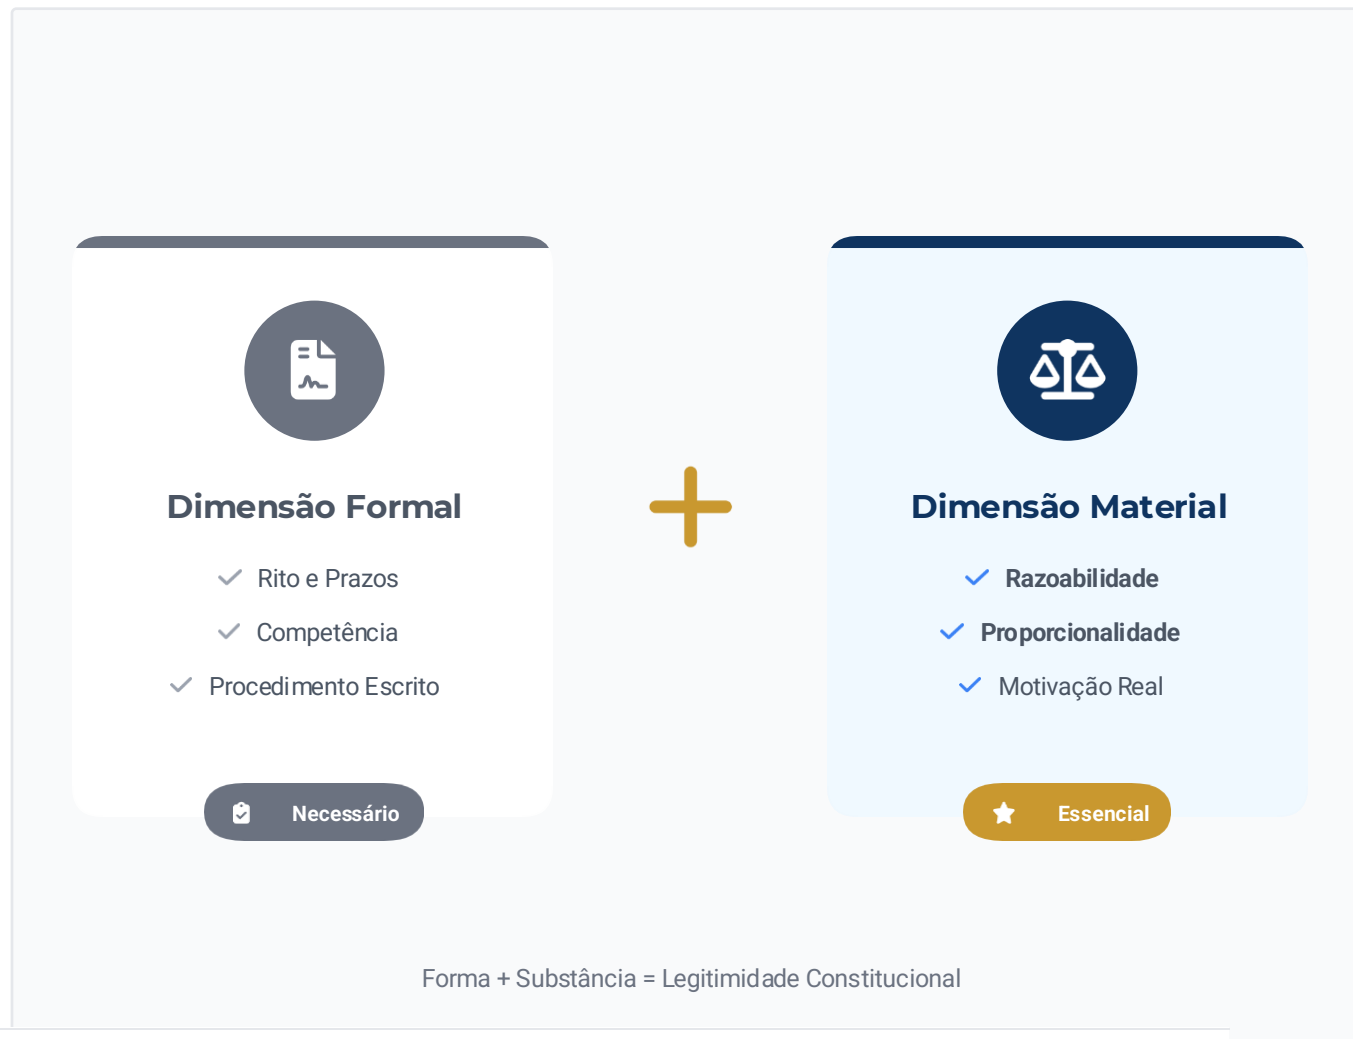 Dimensão Formal
Rito e Prazos
Competência
Procedimento Escrito
Necessário
Dimensão Material
Razoabilidade
Proporcionalidade
Motivação Real
Essencial
Forma + Substância = Legitimidade Constitucional